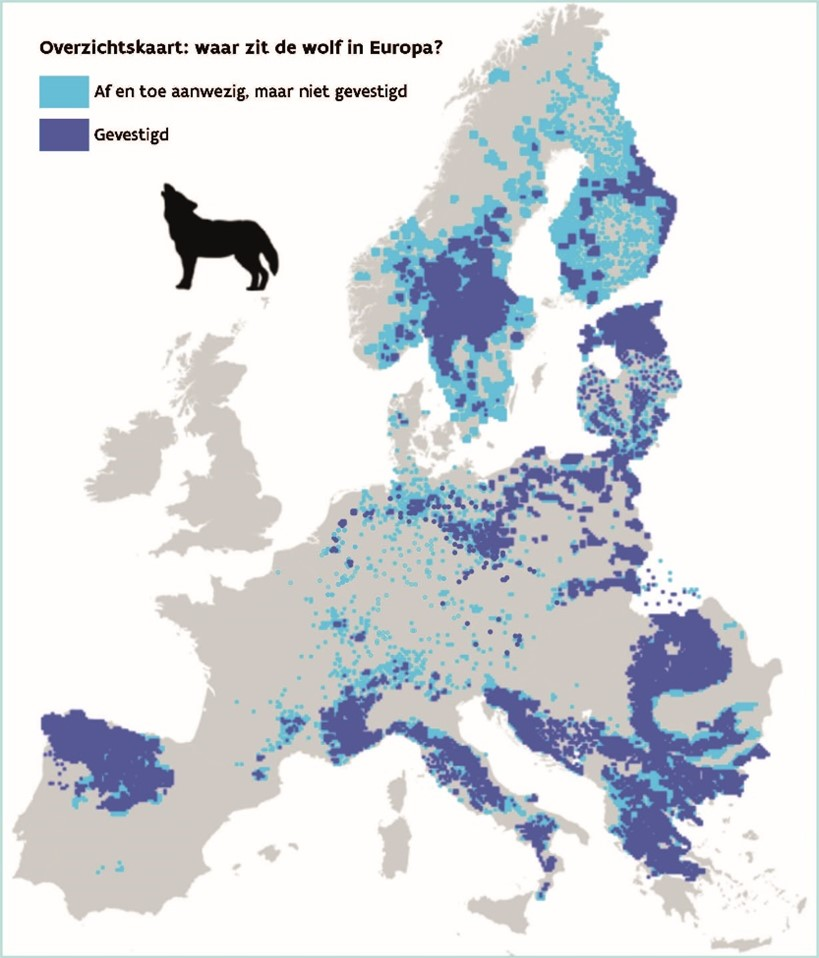 Overzichtskaart: waar zit de wolf in Europa?
Af en toe aanwezig, maar niet gevestigd
Gevestigd